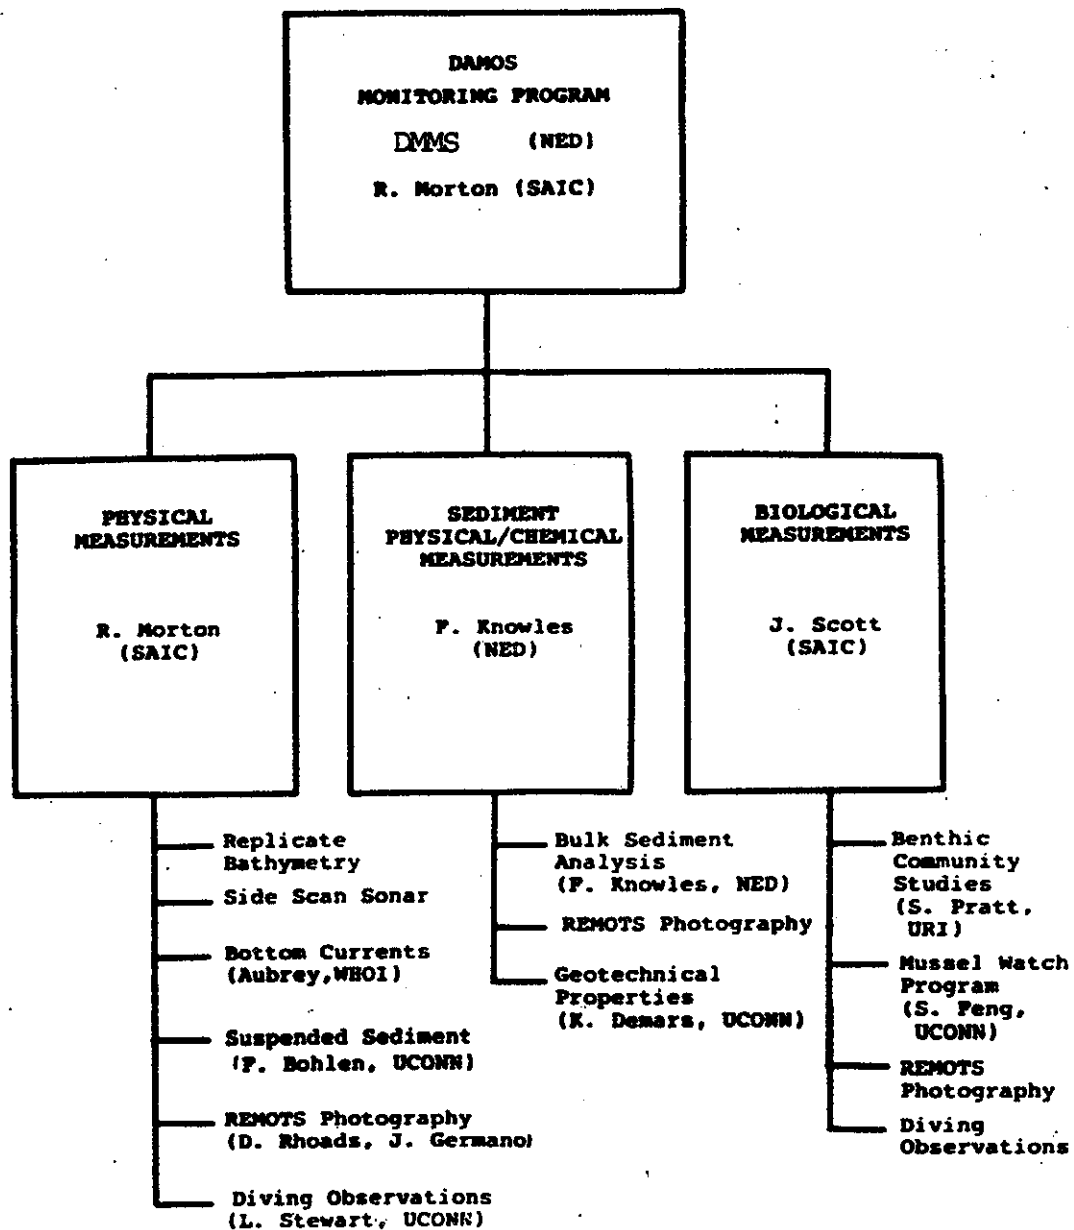 DAMOS
MONITORING PROGRAM
DMMS (NED)
R. Morton (SAIC)
PHYSICAL
MEASUREMENTS
R. Morton
(SAIC)
SEDIMENT
PHYSICAL/CHEMICAL
MEASUREMENTS
F. Knowles
(NED)
BIOLOGICAL
MEASUREMENTS
J. Scott
(SAIC)
Replicate
Bathymetry
Side Scan Sonar
Bottom Currents
(Aubrey,WHOI)
Suspended Sediment
(F. Bohlen, UCONN)
REMOTS Photography
(D. Rhoads, J. Germano)
Diving Observations
(L. Stewart, UCONN)
Bulk Sediment
Analysis
(F. Knowles, NED)
REMOTS Photography
Geotechnical
Properties
(K. Demars, UCONN)
Benthic
Community
Studies
(S. Pratt,
URI)
Mussel Watch
Program
(S. Feng,
UCONN)
REMOTS
Photography
Diving
Observations